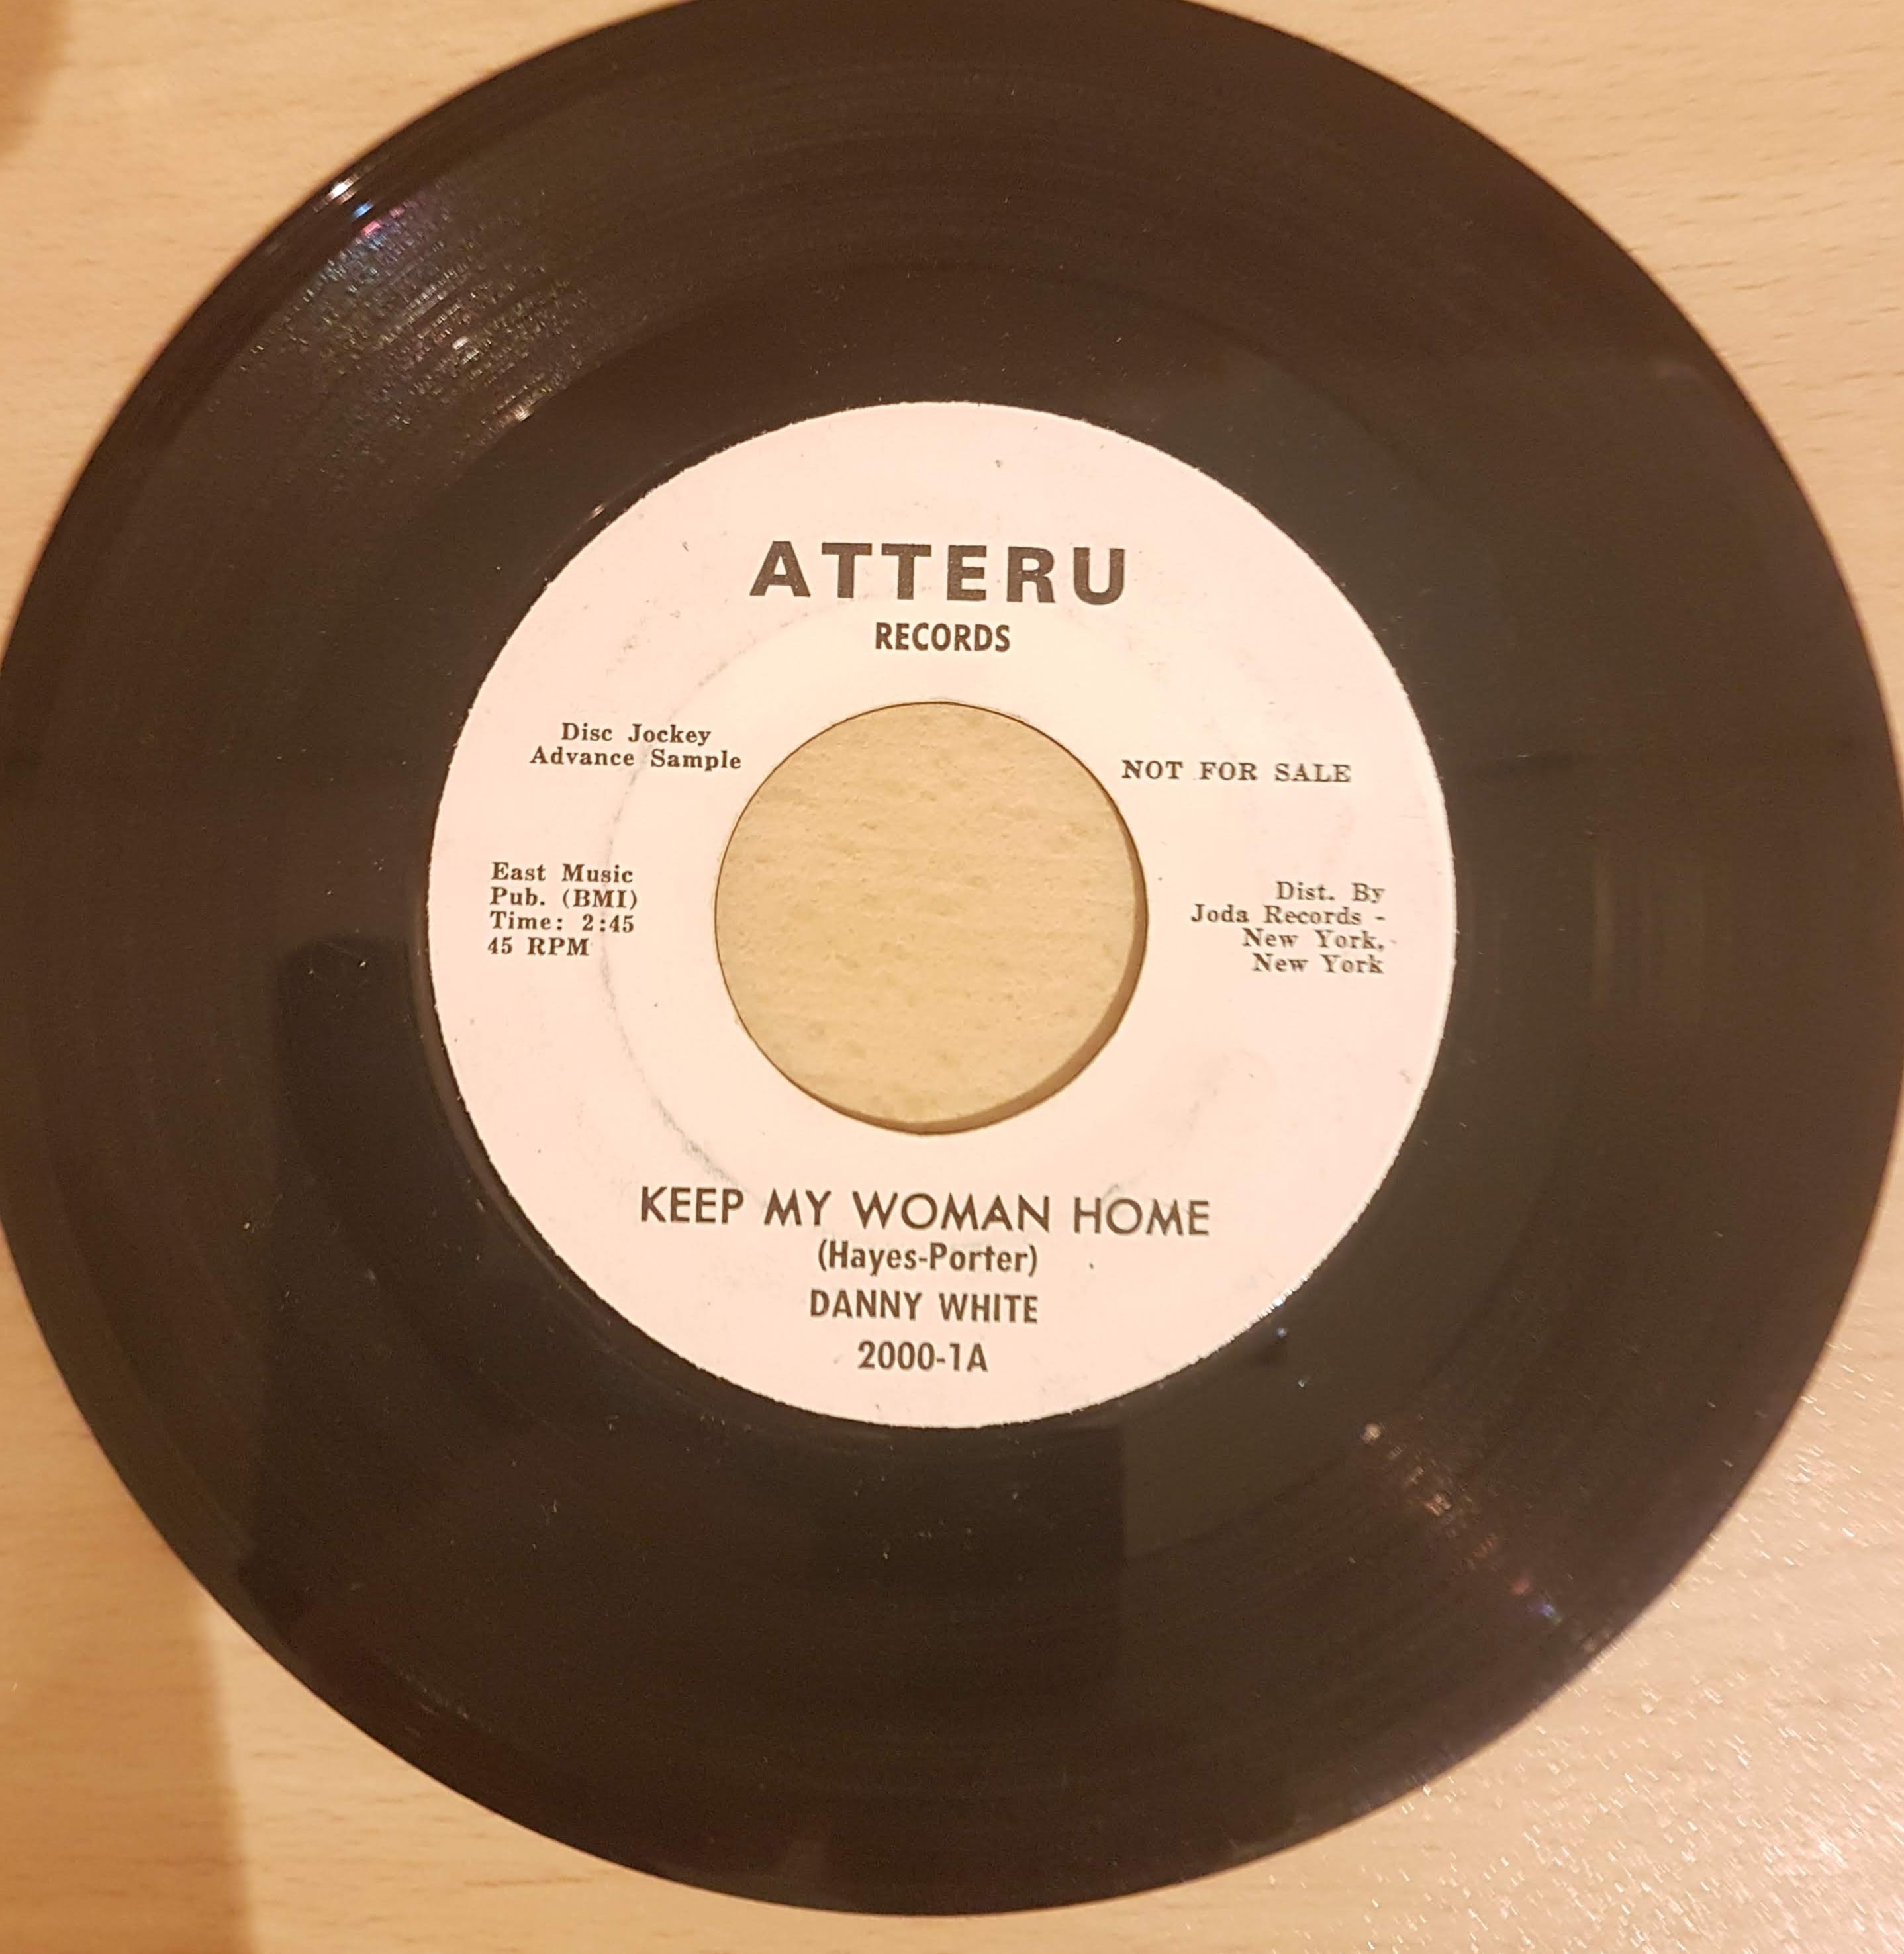 ATTERU
RECORDS
Disc Jockey
Advance Sample
NOT FOR SALE
East Music
Pub. (BMI)
Time: 2:45
45 RPM
Dist. By
Joda Records -
New York,
New York
KEEP MY WOMAN HOME
(Hayes-Porter)
DANNY WHITE
2000-1A